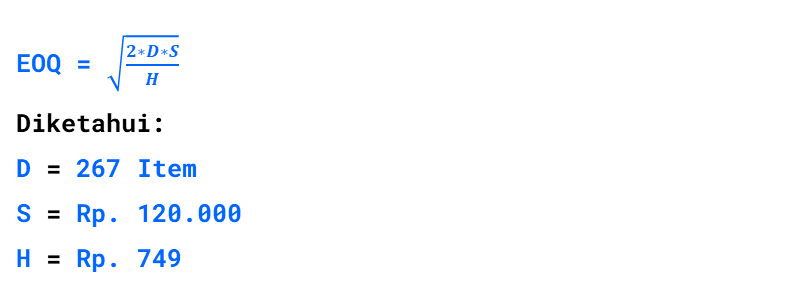 EOQ = √(2*D*S / H)
Diketahui:
D = 267 Item
S = Rp. 120.000
H = Rp. 749